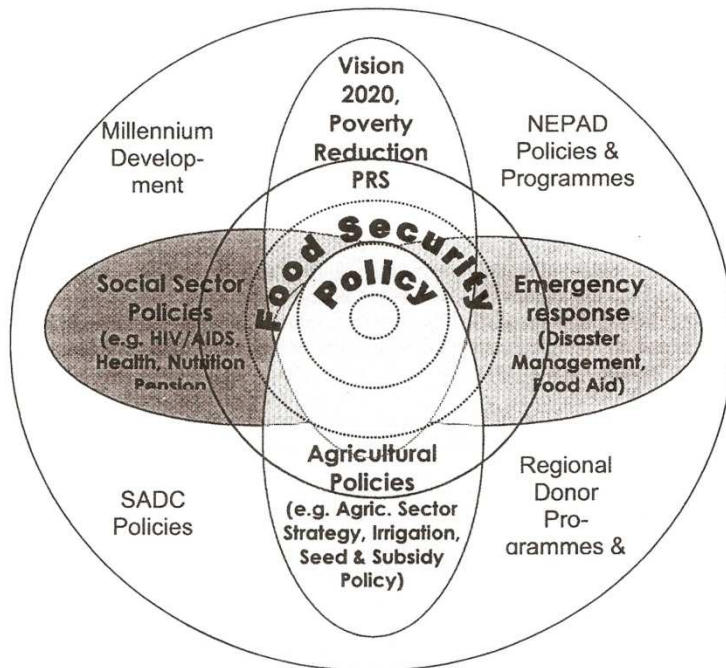 Vision
2020,
Poverty
Reduction
PRS
Millennium
Develop-
ment
NEPAD
Policies &
Programmes
Food Security
Policy
Social Sector
Policies
(e.g. HIV/AIDS,
Health, Nutrition
Pension
Emergency
response
(Disaster
Management,
Food Aid)
SADC
Policies
Agricultural
Policies
(e.g. Agric. Sector
Strategy, Irrigation,
Seed & Subsidy
Policy)
Regional
Donor
Pro-
grammes &